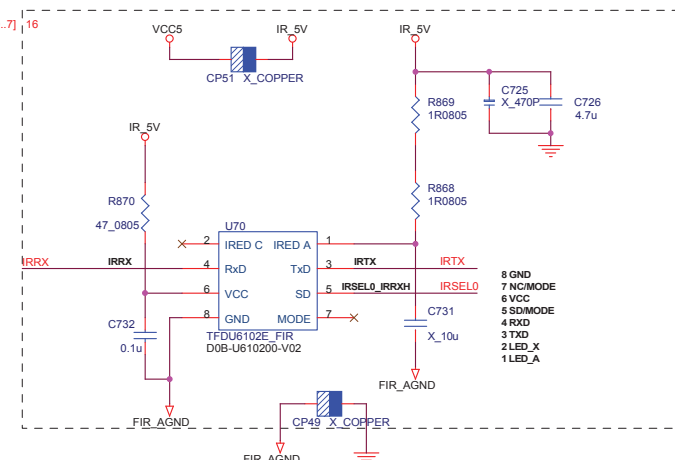 ..7]
16
VCC5
IR_5V
IR_5V
CP51 X_COPPER
C725
X_470P
C726
4.7u
R869
1R0805
IR_5V
R868
1R0805
R870
47_0805
U70
2 IRED C IRED A 1
IRRX IRRX 4 RxD TxD 3 IRTX IRTX
6 VCC SD 5 IRSEL0_IRRXH IRSEL0
8 GND MODE 7
TFDU6102E_FIR
D0B-U610200-V02
C732
0.1u
C731
X_10u
8 GND
7 NC/MODE
6 VCC
5 SD/MODE
4 RXD
3 TXD
2 LED_X
1 LED_A
FIR_AGND
FIR_AGND
CP49 X_COPPER
FIR_AGND